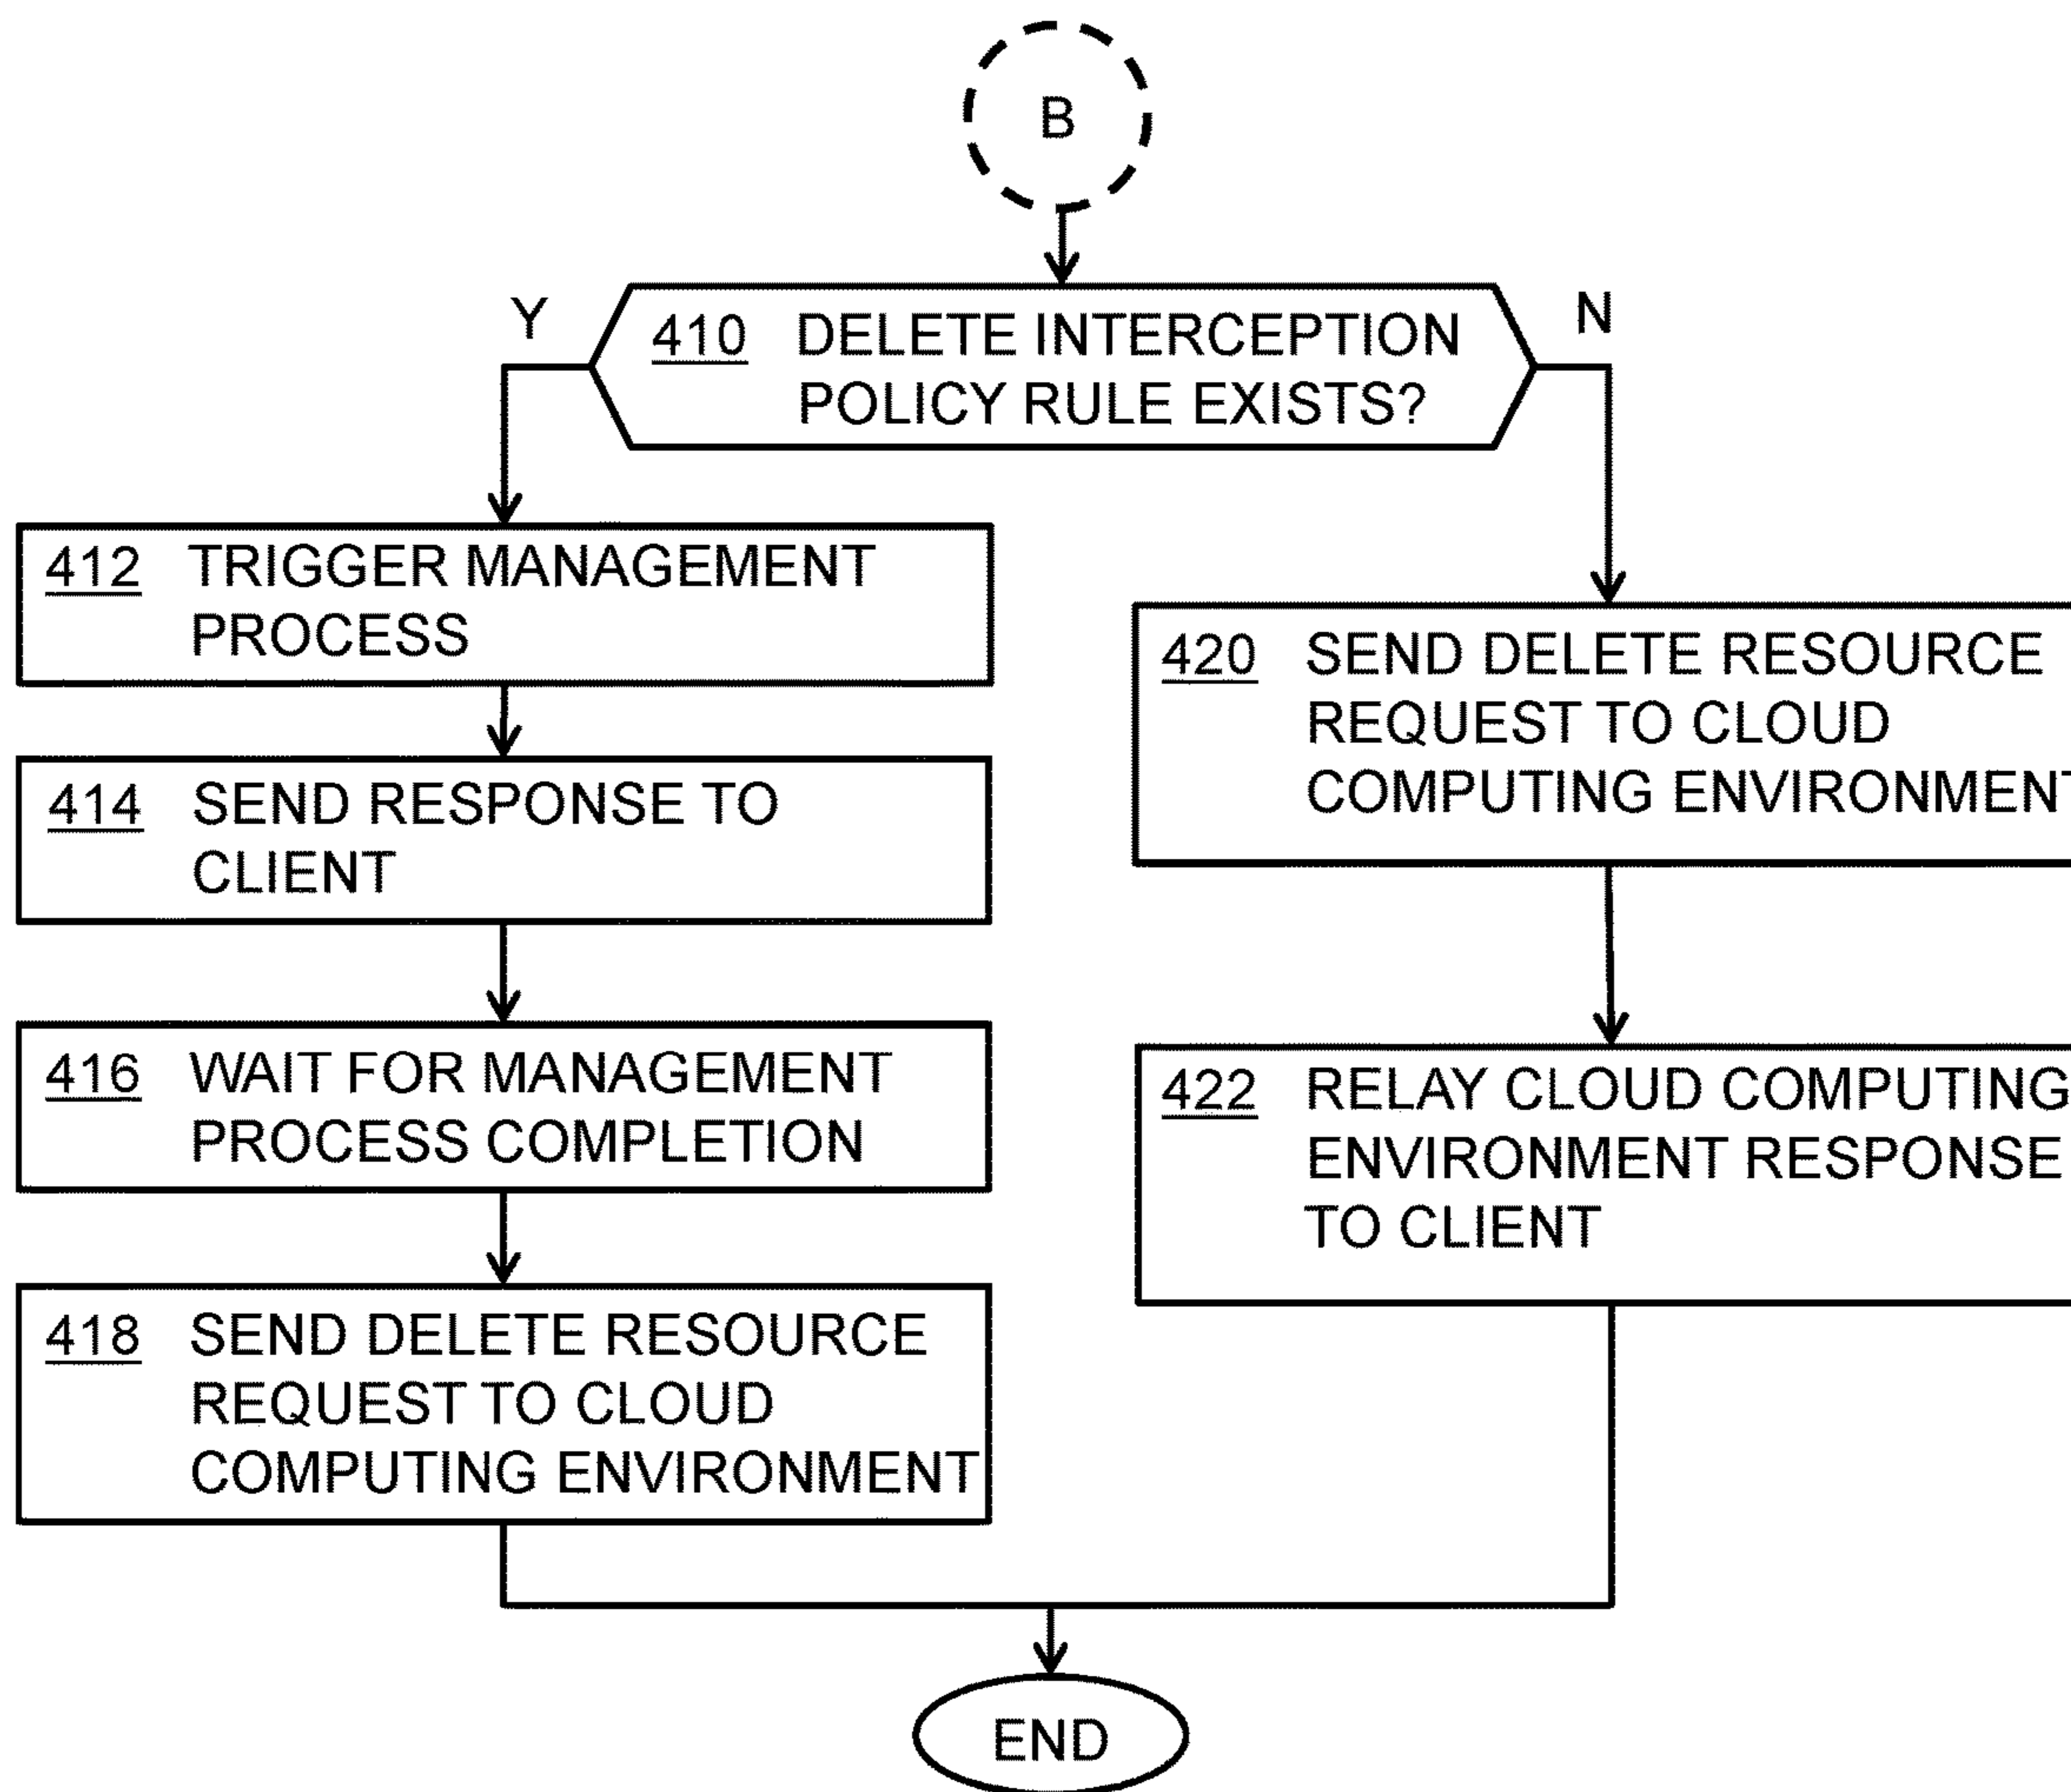 B
Y
N
410 DELETE INTERCEPTION
POLICY RULE EXISTS?
412 TRIGGER MANAGEMENT
PROCESS
414 SEND RESPONSE TO
CLIENT
416 WAIT FOR MANAGEMENT
PROCESS COMPLETION
418 SEND DELETE RESOURCE
REQUEST TO CLOUD
COMPUTING ENVIRONMENT
420 SEND DELETE RESOURCE
REQUEST TO CLOUD
COMPUTING ENVIRONMENT
422 RELAY CLOUD COMPUTING
ENVIRONMENT RESPONSE
TO CLIENT
END